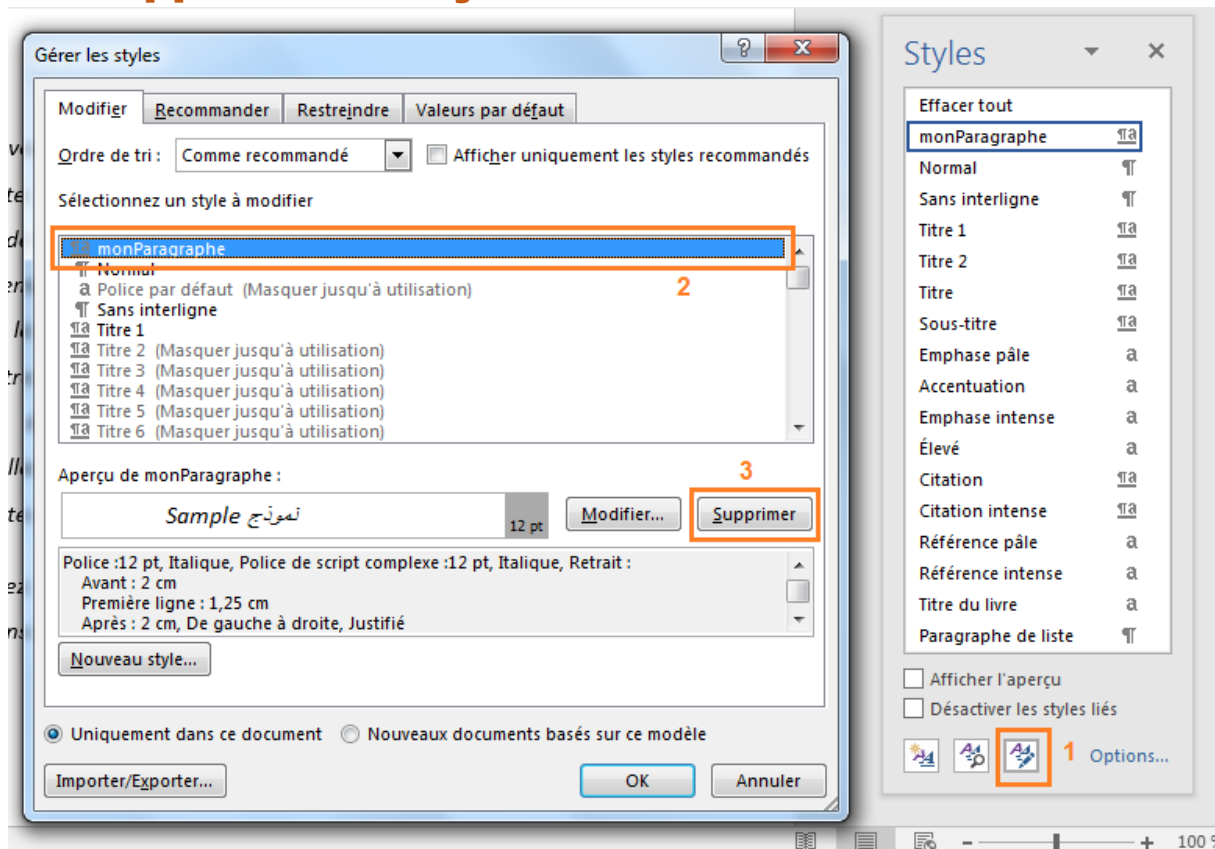 Gérer les styles
Modifier Recommander Restreindre Valeurs par défaut
Ordre de tri : Comme recommandé Afficher uniquement les styles recommandés
Sélectionnez un style à modifier
monParagraphe
Normal
2
a Police par défaut (Masquer jusqu'à utilisation)
¶ Sans interligne
¶a Titre 1
¶a Titre 2 (Masquer jusqu'à utilisation)
¶a Titre 3 (Masquer jusqu'à utilisation)
¶a Titre 4 (Masquer jusqu'à utilisation)
¶a Titre 5 (Masquer jusqu'à utilisation)
¶a Titre 6 (Masquer jusqu'à utilisation)
Aperçu de monParagraphe :
3
Sample نموذج
12 pt
Modifier... Supprimer
Police :12 pt, Italique, Police de script complexe :12 pt, Italique, Retrait :
Avant : 2 cm
Première ligne : 1,25 cm
Après : 2 cm, De gauche à droite, Justifié
Nouveau style...
Uniquement dans ce document Nouveaux documents basés sur ce modèle
Importer/Exporter... OK Annuler
Styles
Effacer tout
monParagraphe ¶a
Normal ¶
Sans interligne ¶
Titre 1 ¶a
Titre 2 ¶a
Titre ¶a
Sous-titre ¶a
Emphase pâle a
Accentuation a
Emphase intense a
Élevé a
Citation ¶a
Citation intense ¶a
Référence pâle a
Référence intense a
Titre du livre a
Paragraphe de liste ¶
Afficher l'aperçu
Désactiver les styles liés
1 Options...
100 %